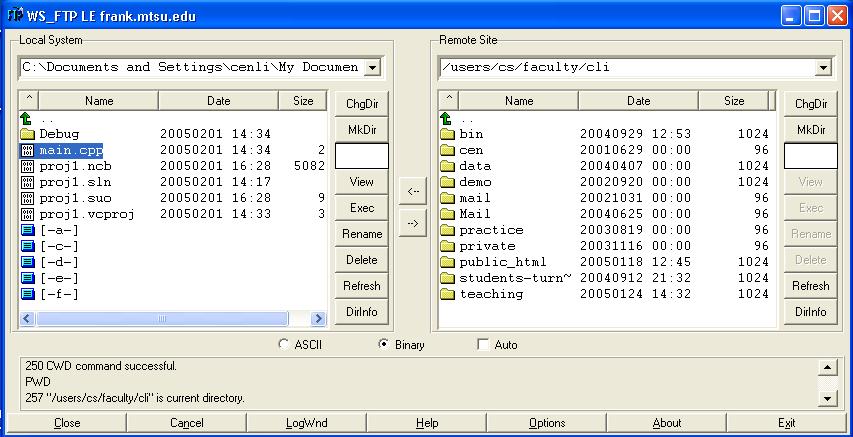 WS_FTP LE frank.mtsu.edu
Local System
C:\Documents and Settings\cenli\My Documen
^ Name Date Size
..
Debug 20050201 14:34
main.cpp 20050201 14:34 2
proj1.ncb 20050201 16:28 5082
proj1.sln 20050201 14:17
proj1.suo 20050201 16:28 9
proj1.vcproj 20050201 14:33 3
[-a-]
[-c-]
[-d-]
[-e-]
[-f-]
ChgDir
MkDir
View
Exec
Rename
Delete
Refresh
DirInfo
<--
-->
Remote Site
/users/cs/faculty/cli
^ Name Date Size
..
bin 20040929 12:53 1024
cen 20010629 00:00 96
data 20040407 00:00 1024
demo 20020920 00:00 1024
mail 20021031 00:00 96
Mail 20040625 00:00 96
practice 20030819 00:00 96
private 20031116 00:00 96
public_html 20050118 12:45 1024
students-turn~ 20040912 21:32 1024
teaching 20050124 14:32 1024
ChgDir
MkDir
View
Exec
Rename
Delete
Refresh
DirInfo
ASCII Binary Auto
250 CWD command successful.
PWD
257 "/users/cs/faculty/cli" is current directory.
Close Cancel LogWnd Help Options About Exit